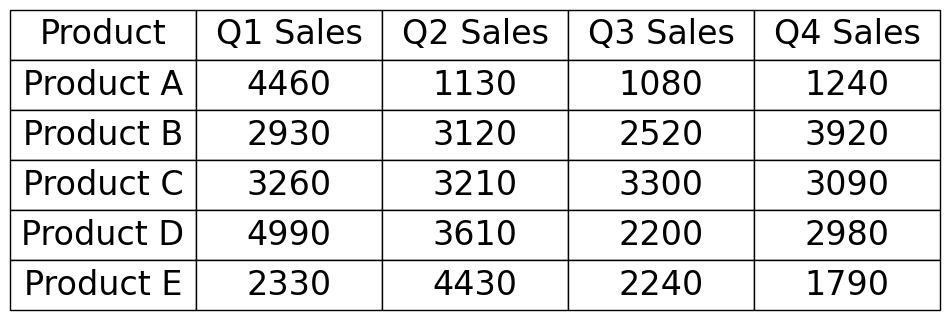 Product Q1 Sales Q2 Sales Q3 Sales Q4 Sales
Product A 4460 1130 1080 1240
Product B 2930 3120 2520 3920
Product C 3260 3210 3300 3090
Product D 4990 3610 2200 2980
Product E 2330 4430 2240 1790